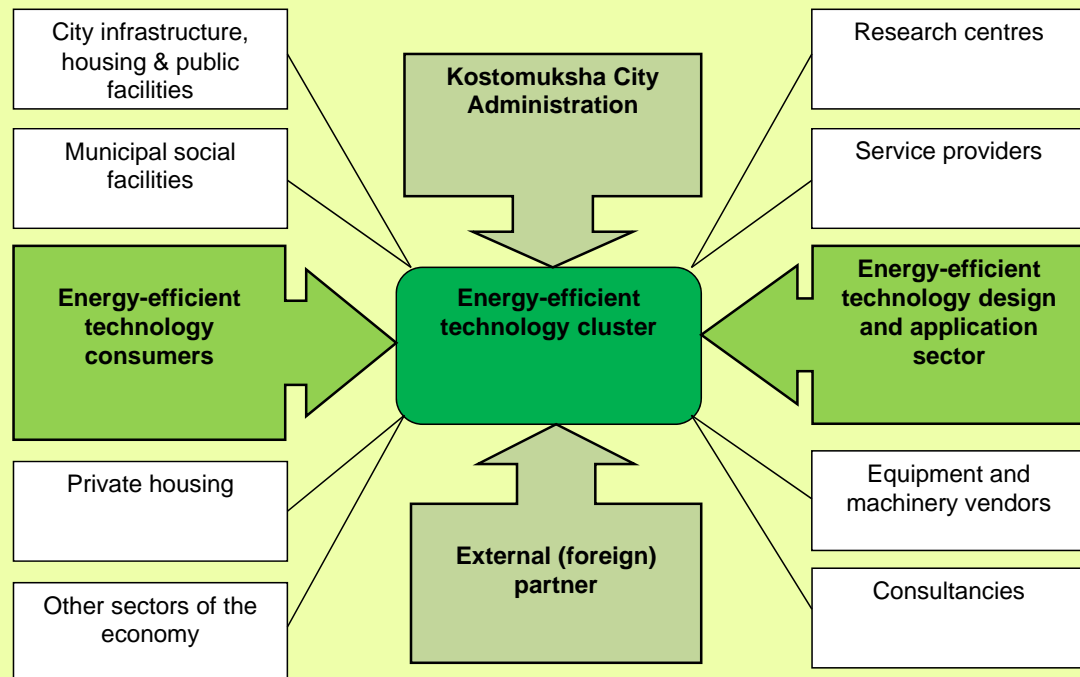 City infrastructure,
housing & public
facilities
Municipal social
facilities
Energy-efficient
technology
consumers
Private housing
Other sectors of the
economy
Kostomuksha City
Administration
Energy-efficient
technology cluster
External (foreign)
partner
Research centres
Service providers
Energy-efficient
technology design
and application
sector
Equipment and
machinery vendors
Consultancies